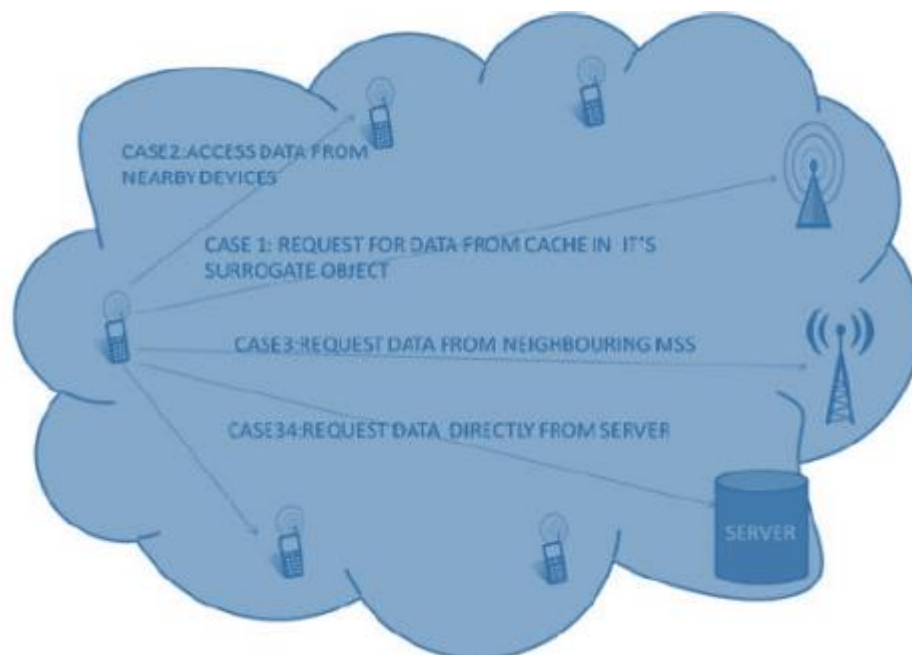 CASE2:ACCESS DATA FROM
NEARBY DEVICES
CASE 1: REQUEST FOR DATA FROM CACHE IN IT'S
SURROGATE OBJECT
CASE3:REQUEST DATA FROM NEIGHBOURING MSS
CASE34:REQUEST DATA DIRECTLY FROM SERVER
SERVER